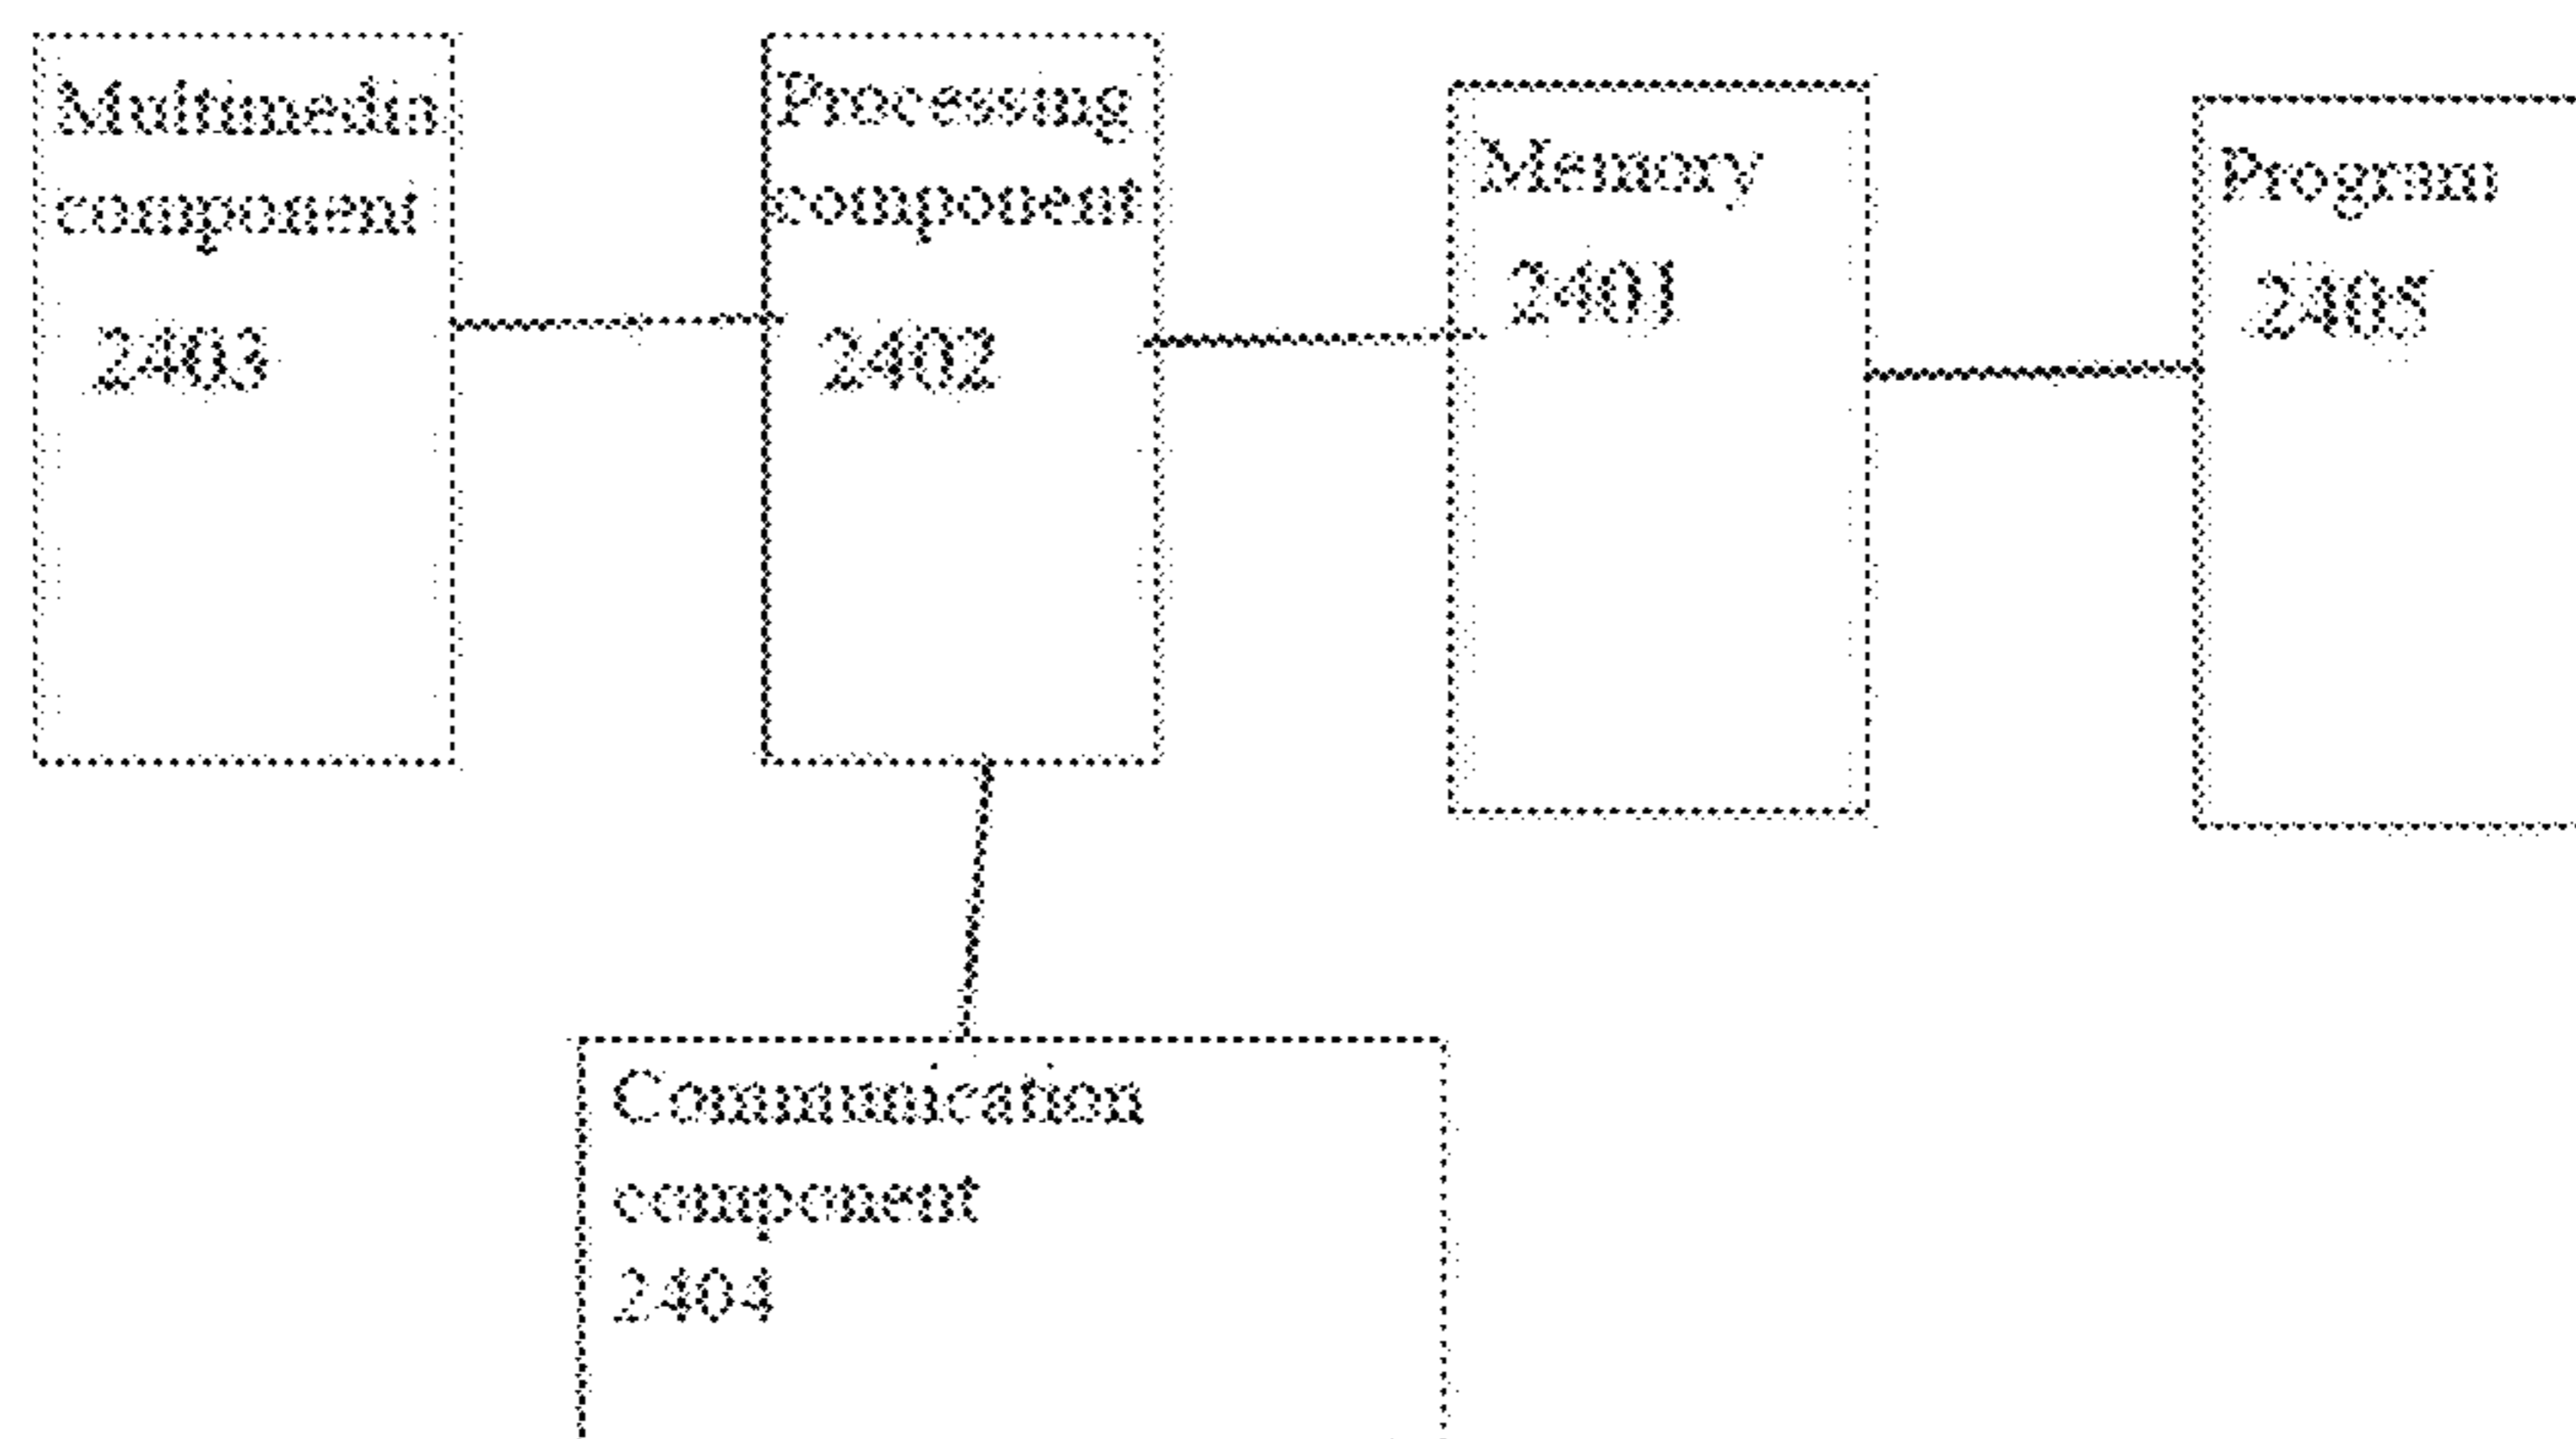 Multimedia
component
2403
Processing
component
2402
Memory
2401
Program
2405
Communication
component
2404